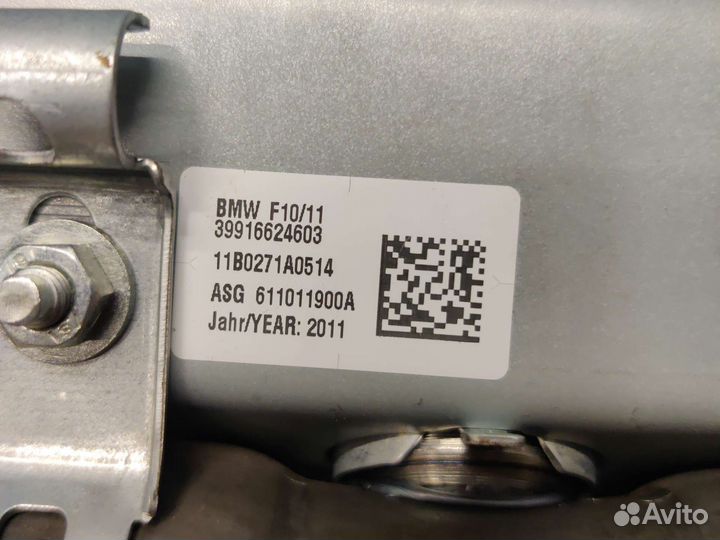 BMW F10/11
39916624603
11B0271A0514
ASG 611011900A
Jahr/YEAR: 2011
Avito